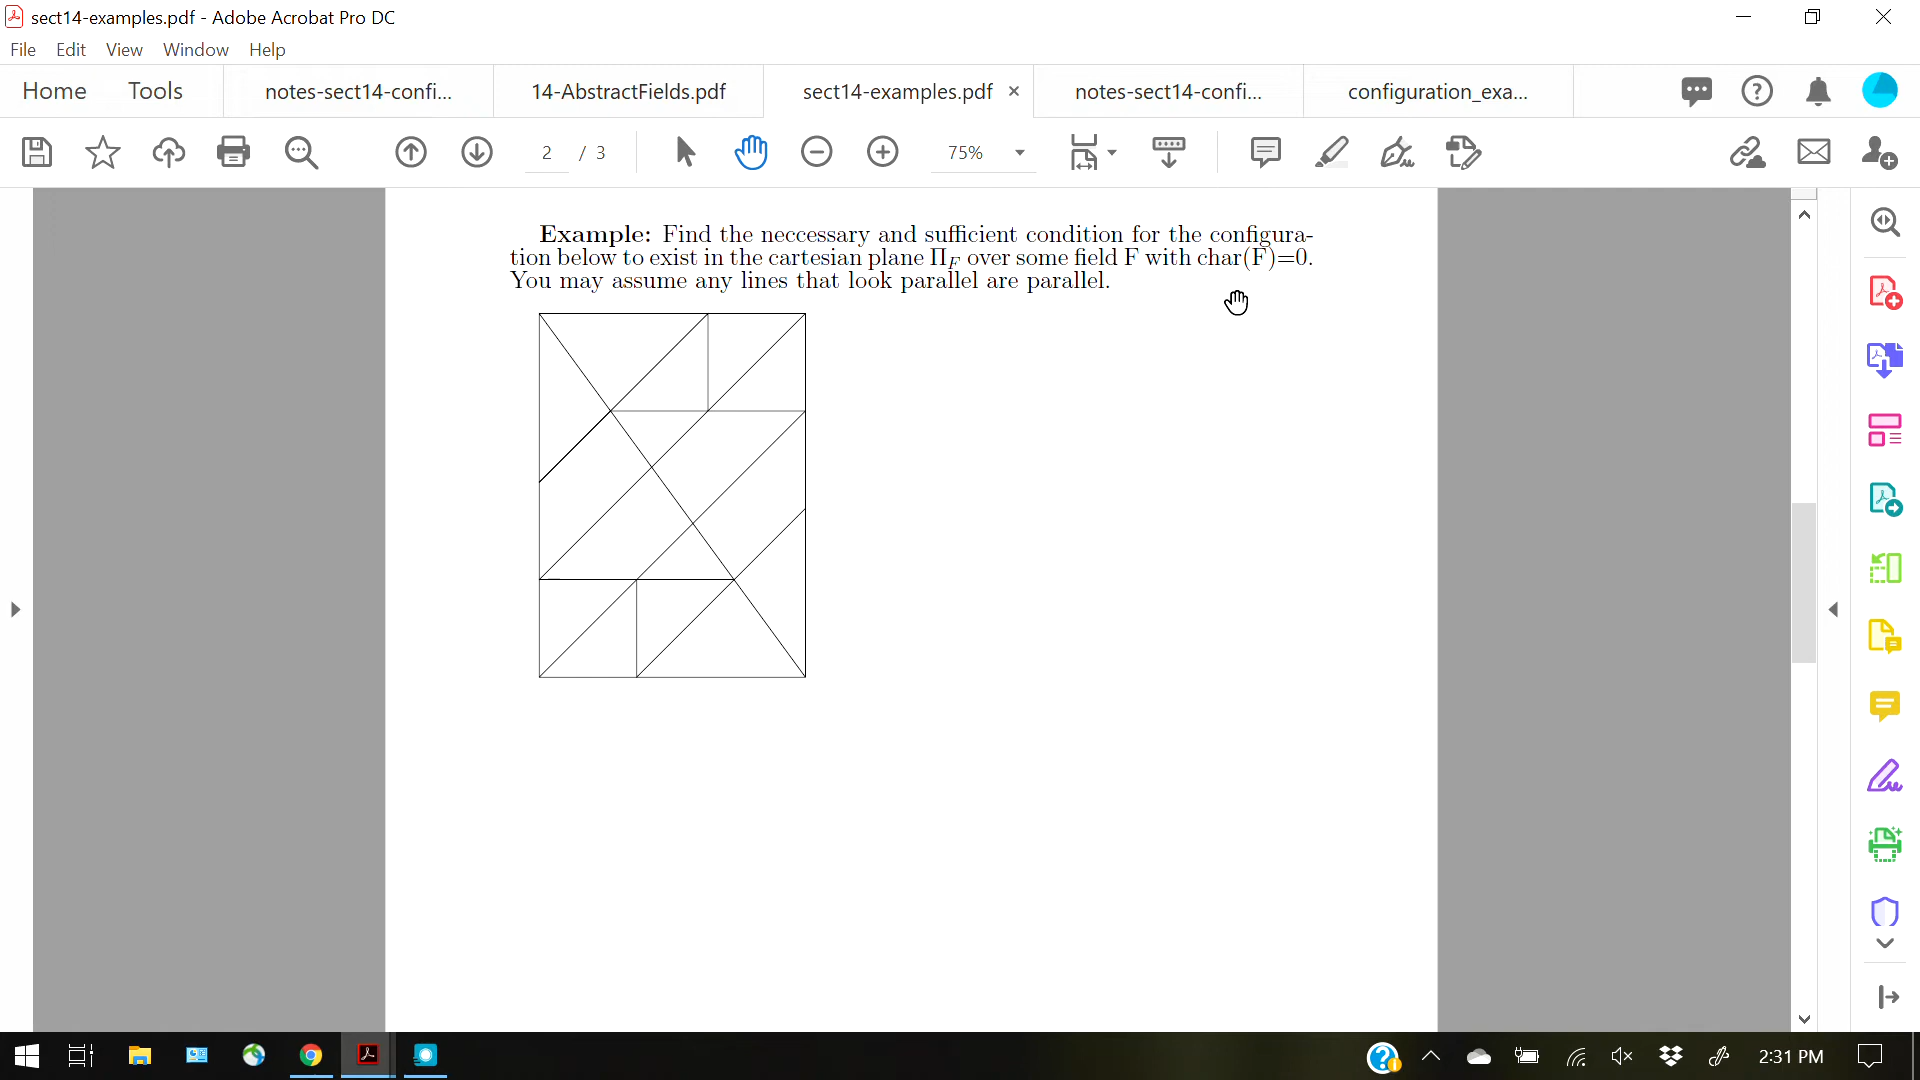 sect14-examples.pdf - Adobe Acrobat Pro DC
File Edit View Window Help
Home Tools notes-sect14-confi... 14-AbstractFields.pdf sect14-examples.pdf × notes-sect14-confi... configuration_exa...
2 / 3 75%
Example: Find the neccessary and sufficient condition for the configura-
tion below to exist in the cartesian plane Π_F over some field F with char(F)=0.
You may assume any lines that look parallel are parallel.
2:31 PM